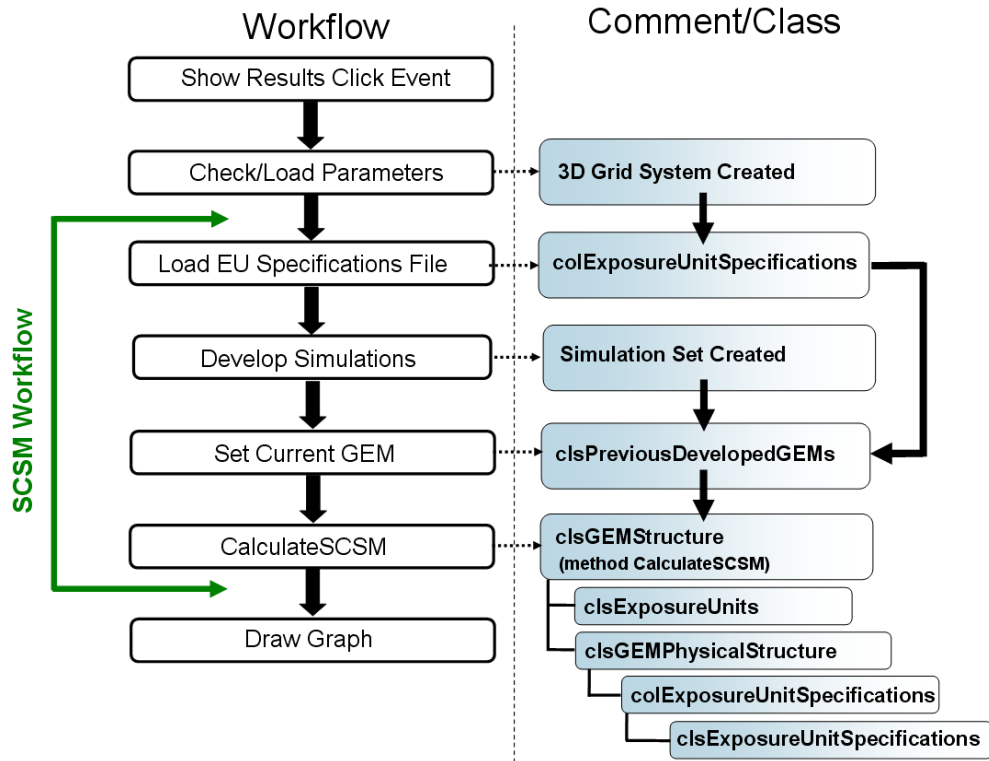 Workflow
Comment/Class
Show Results Click Event
Check/Load Parameters
3D Grid System Created
Load EU Specifications File
colExposureUnitSpecifications
Develop Simulations
Simulation Set Created
Set Current GEM
clsPreviousDevelopedGEMs
CalculateSCSM
clsGEMStructure
(method CalculateSCSM)
clsExposureUnits
Draw Graph
clsGEMPhysicalStructure
colExposureUnitSpecifications
clsExposureUnitSpecifications
SCSM Workflow